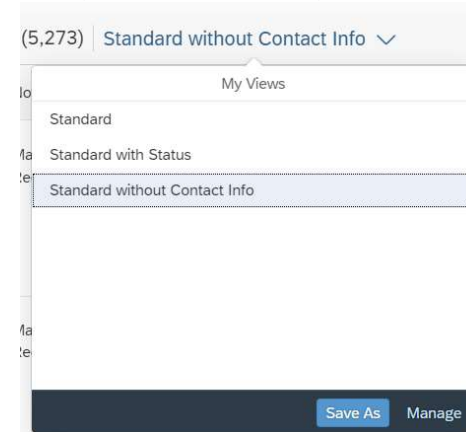 (5,273) Standard without Contact Info
My Views
Standard
Standard with Status
Standard without Contact Info
Save As Manage